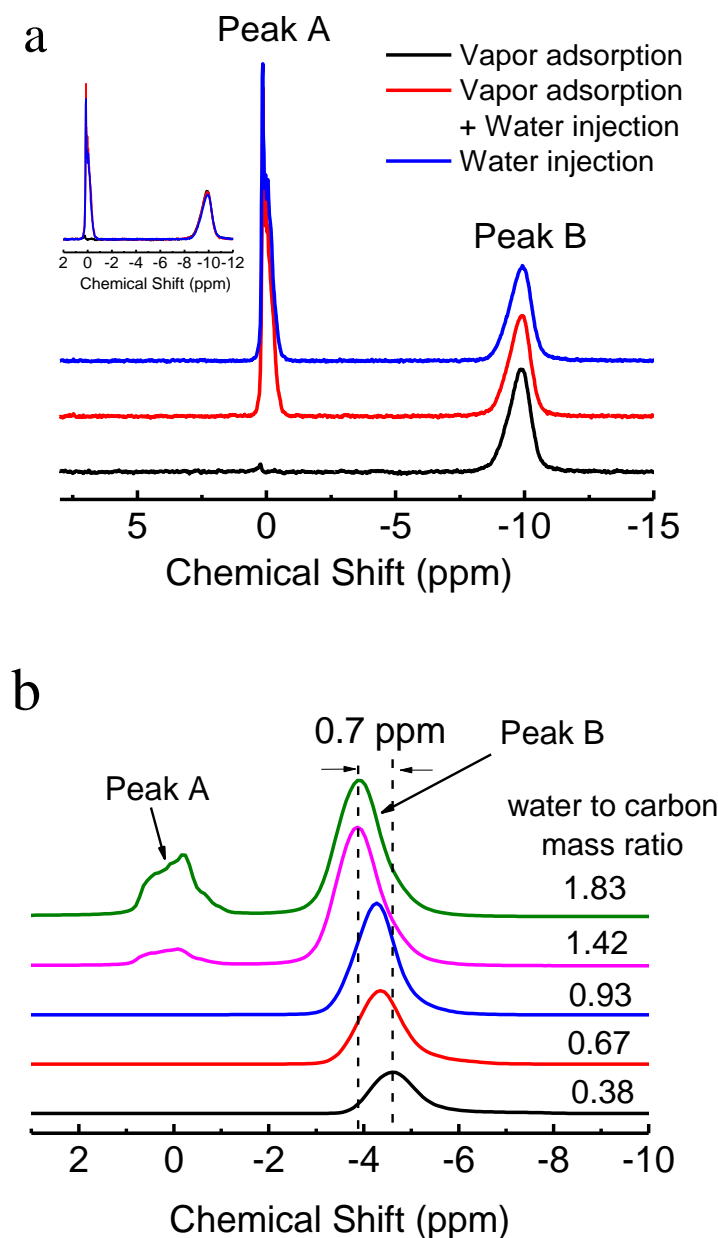 a
Peak A
Vapor adsorption
Vapor adsorption
+ Water injection
Water injection
2 0 -2 -4 -6 -8 -10 -12
Chemical Shift (ppm)
Peak B
5 0 -5 -10 -15
Chemical Shift (ppm)
b
0.7 ppm
Peak B
Peak A
water to carbon
mass ratio
1.83
1.42
0.93
0.67
0.38
2 0 -2 -4 -6 -8 -10
Chemical Shift (ppm)